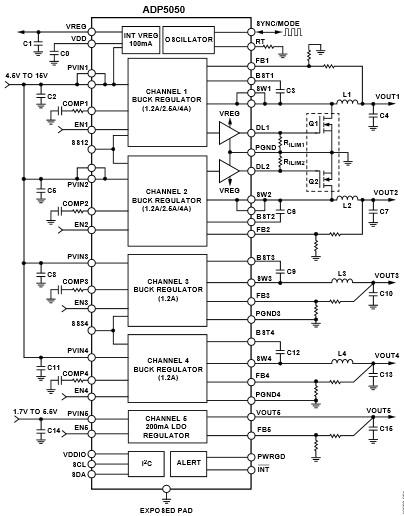 ADP5050
VREG
VDD
C1
C0
INT VREG
100mA
OSCILLATOR
SYNC/MODE
RT
FB1
4.5V TO 15V
PVIN1
C2
COMP1
EN1
SS12
CHANNEL 1
BUCK REGULATOR
(1.2A/2.5A/4A)
BST1
SW1
C3
L1
VOUT1
C4
VREG
DL1
Q1
RILIM1
PGND
DL2
RILIM2
Q2
VREG
PVIN2
C5
COMP2
EN2
CHANNEL 2
BUCK REGULATOR
(1.2A/2.5A/4A)
SW2
C6
BST2
FB2
L2
VOUT2
C7
PVIN3
C8
COMP3
EN3
SS34
CHANNEL 3
BUCK REGULATOR
(1.2A)
BST3
C9
SW3
FB3
PGND3
L3
VOUT3
C10
PVIN4
C11
COMP4
EN4
CHANNEL 4
BUCK REGULATOR
(1.2A)
BST4
C12
SW4
FB4
PGND4
L4
VOUT4
C13
1.7V TO 5.5V
PVIN5
C14
EN5
CHANNEL 5
200mA LDO
REGULATOR
VOUT5
FB5
VOUT5
C15
VDDIO
SCL
SDA
I2C
ALERT
PWRGD
INT
EXPOSED PAD